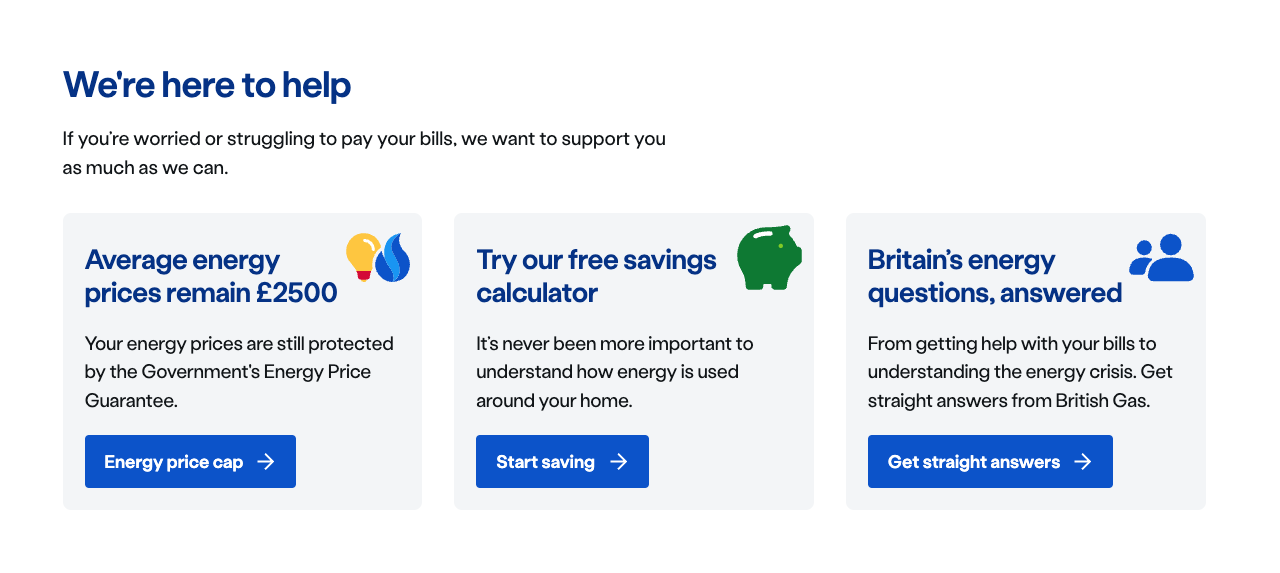 We're here to help
If you’re worried or struggling to pay your bills, we want to support you
as much as we can.
Average energy
prices remain £2500
Your energy prices are still protected
by the Government's Energy Price
Guarantee.
Energy price cap
Try our free savings
calculator
It’s never been more important to
understand how energy is used
around your home.
Start saving
Britain’s energy
questions, answered
From getting help with your bills to
understanding the energy crisis. Get
straight answers from British Gas.
Get straight answers